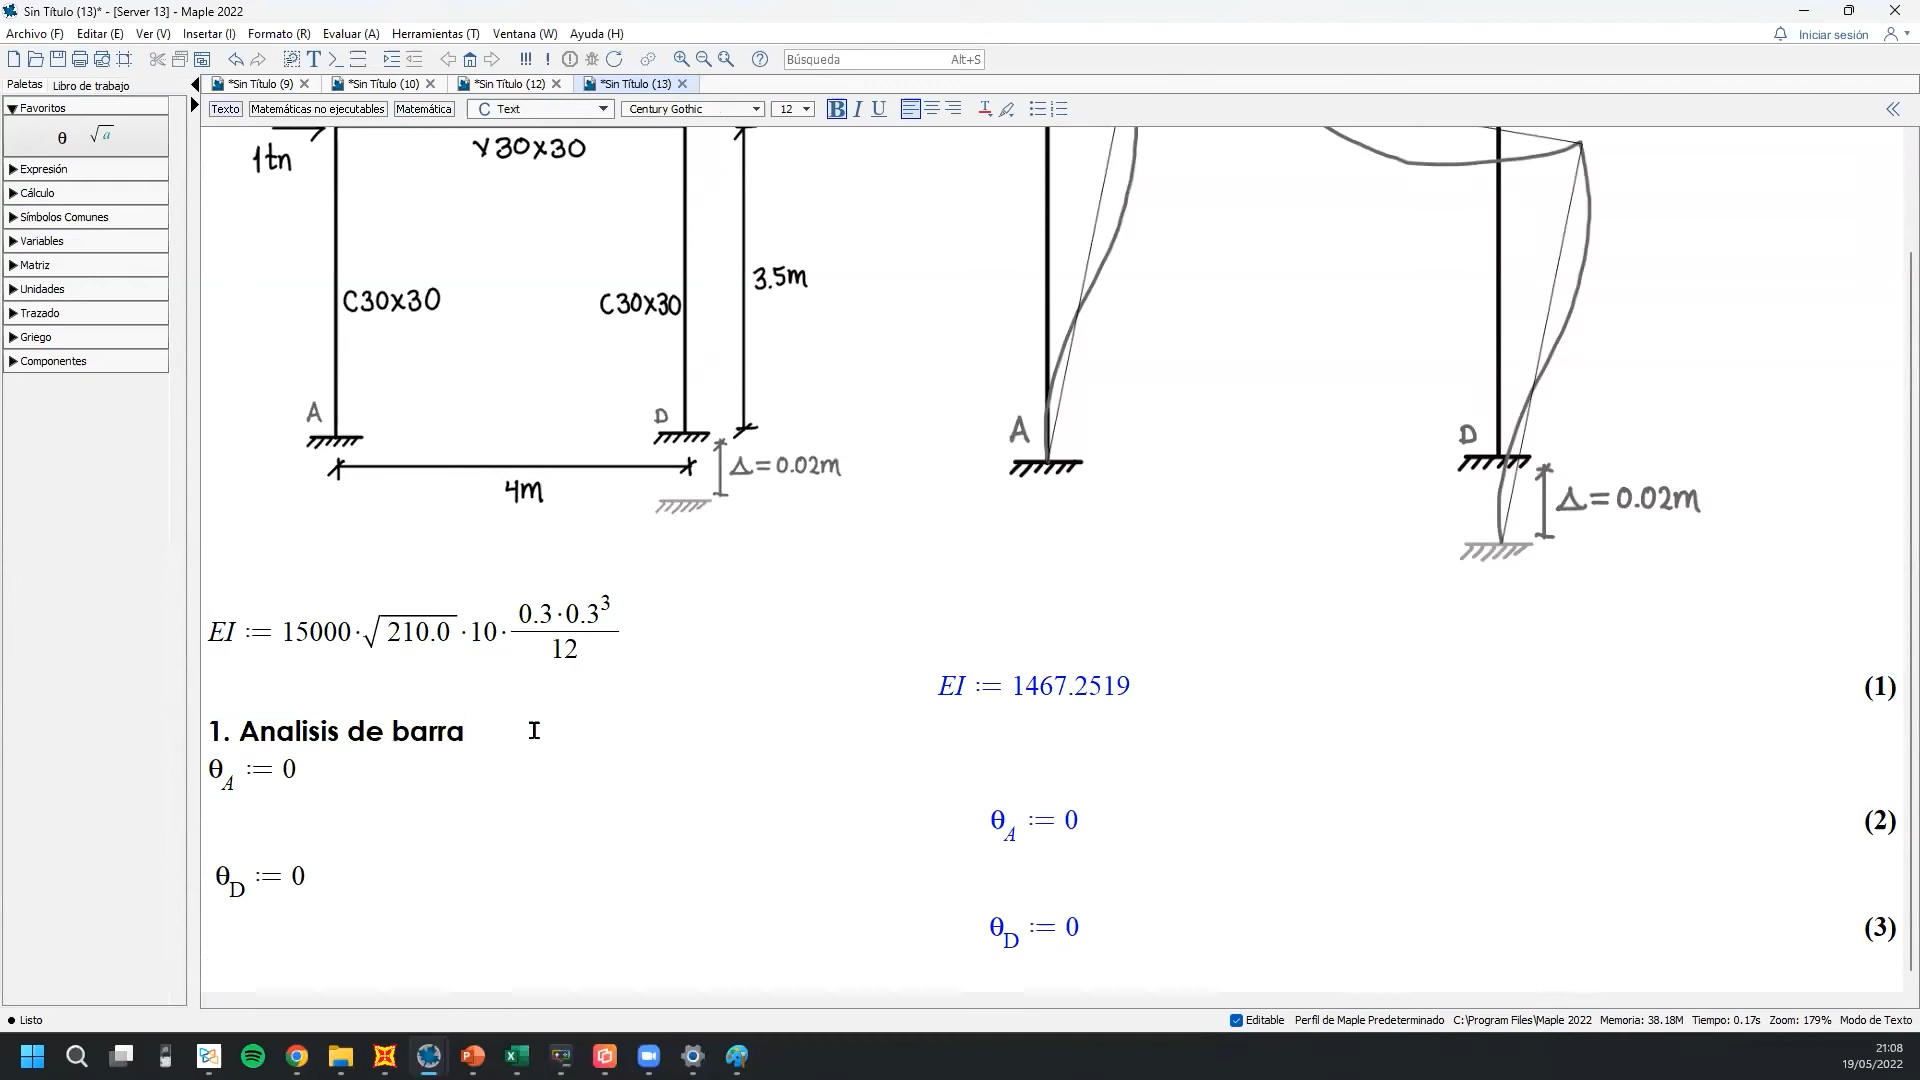 Sin Título (13)* - [Server 13] - Maple 2022
Archivo (F) Editar (E) Ver (V) Insertar (I) Formato (R) Evaluar (A) Herramientas (T) Ventana (W) Ayuda (H)
Iniciar sesión
Búsqueda Alt+S
Paletas Libro de trabajo
*Sin Título (9) *Sin Título (10) *Sin Título (12) *Sin Título (13)
Texto Matemáticas no ejecutables Matemática C Text Century Gothic 12 B I U
Favoritos
θ √a
Expresión
Cálculo
Símbolos Comunes
Variables
Matriz
Unidades
Trazado
Griego
Componentes
1tn
V30x30
3.5m
C30x30
C30x30
A
D
Δ=0.02m
4m
A
D
Δ=0.02m
EI := 15000·√210.0·10·(0.3·0.3^3)/12
EI := 1467.2519 (1)
1. Analisis de barra
θ_A := 0
θ_A := 0 (2)
θ_D := 0
θ_D := 0 (3)
Listo
Editable Perfil de Maple Predeterminado C:\Program Files\Maple 2022 Memoria: 38.18M Tiempo: 0.17s Zoom: 179% Modo de Texto
21:08
19/05/2022